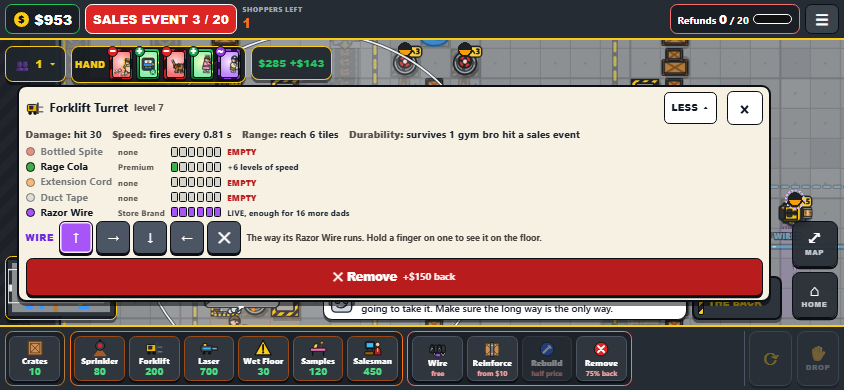 $953
SALES EVENT 3 / 20
SHOPPERS LEFT
1
Refunds 0 / 20
1
HAND
$285 +$143
3
3
Forklift Turret level 7
LESS
Damage: hit 30 Speed: fires every 0.81 s Range: reach 6 tiles Durability: survives 1 gym bro hit a sales event
Bottled Spite none EMPTY
Rage Cola Premium +6 levels of speed
Extension Cord none EMPTY
Duct Tape none EMPTY
Razor Wire Store Brand LIVE, enough for 16 more dads
WIRE ↑ → ↓ ← ✕ The way its Razor Wire runs. Hold a finger on one to see it on the floor.
✕ Remove +$150 back
going to take it. Make sure the long way is the only way.
THE BACK
MAP
HOME
Crates
10
Sprinkler
80
Forklift
200
Laser
700
Wet Floor
30
Samples
120
Salesman
450
Wire
free
Reinforce
from $10
Rebuild
half price
Remove
75% back
DROP